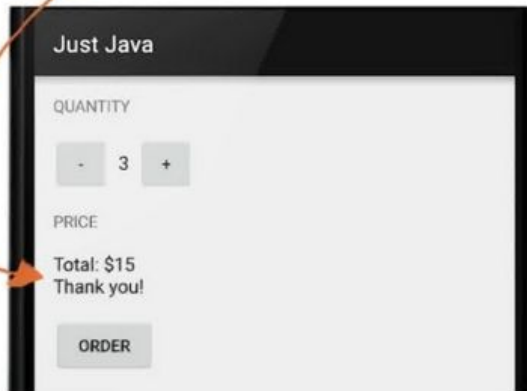 Just Java
QUANTITY
- 3 +
PRICE
Total: $15
Thank you!
ORDER